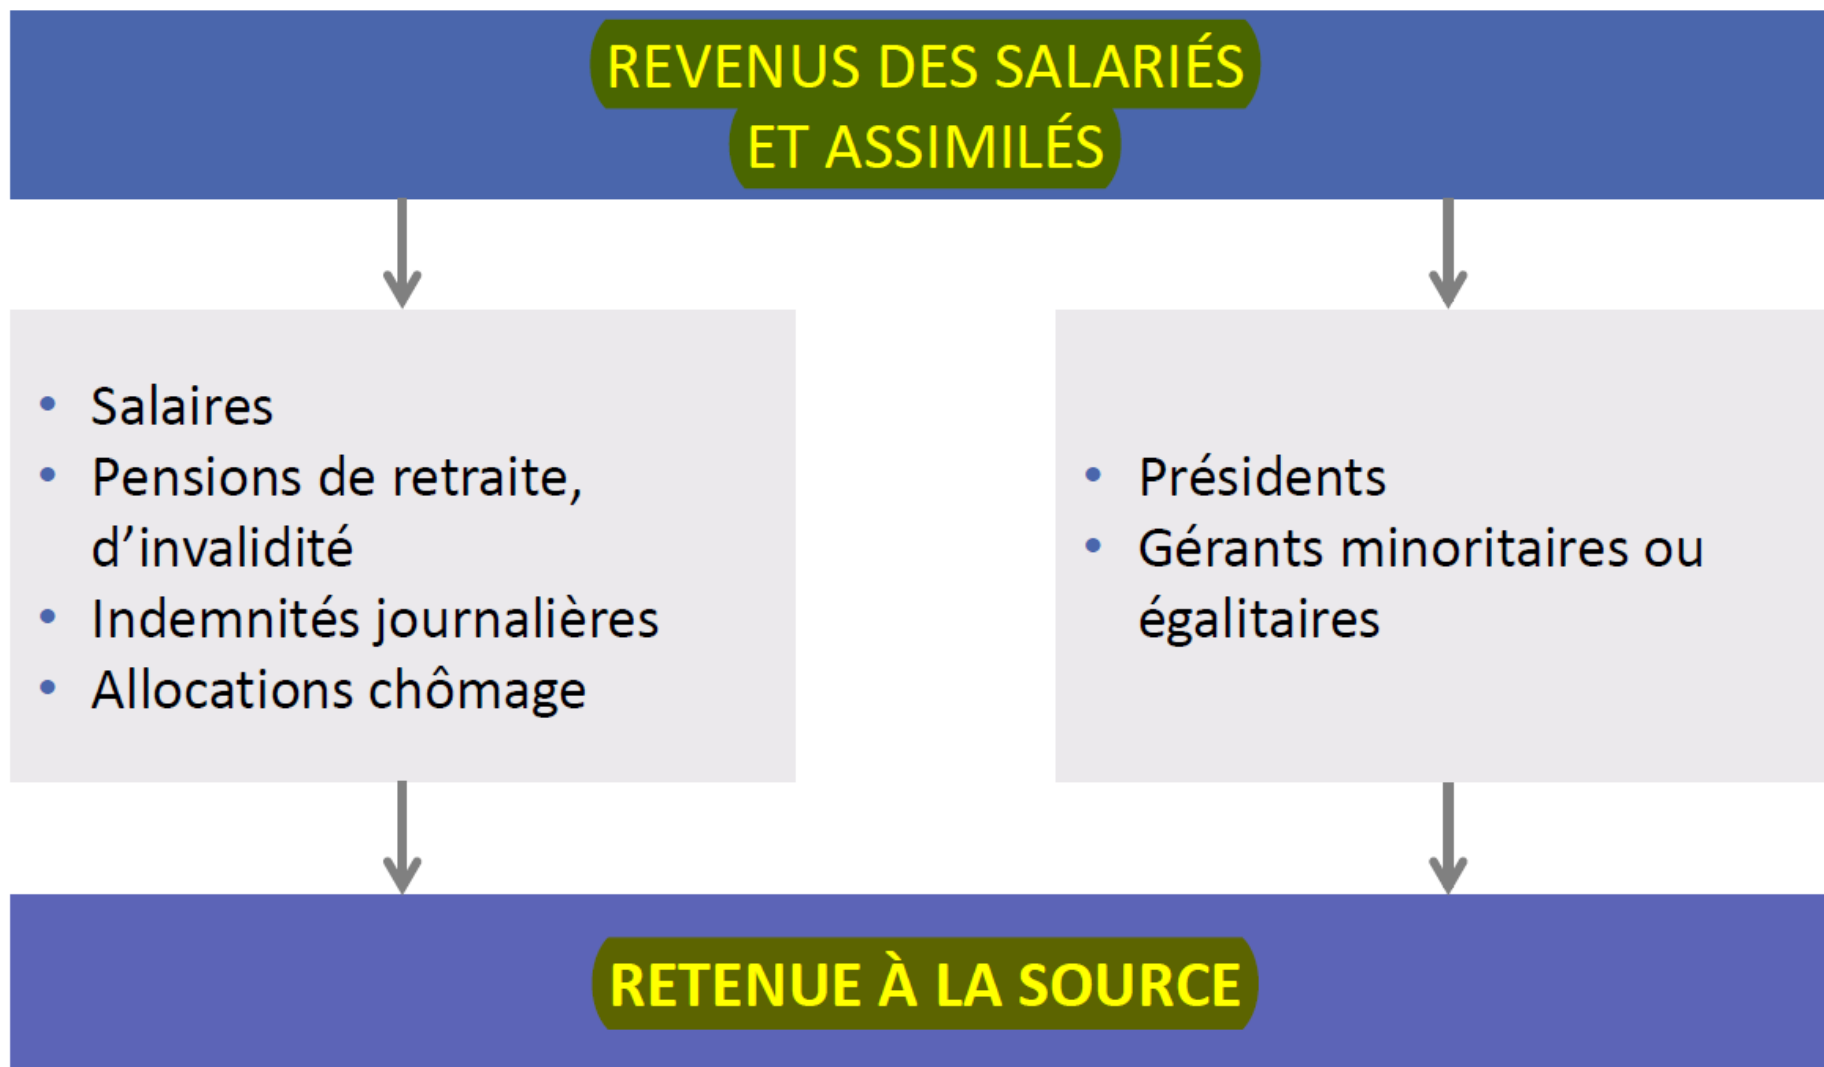 REVENUS DES SALARIÉS
ET ASSIMILÉS
• Salaires
• Pensions de retraite,
d’invalidité
• Indemnités journalières
• Allocations chômage
• Présidents
• Gérants minoritaires ou
égalitaires
RETENUE À LA SOURCE